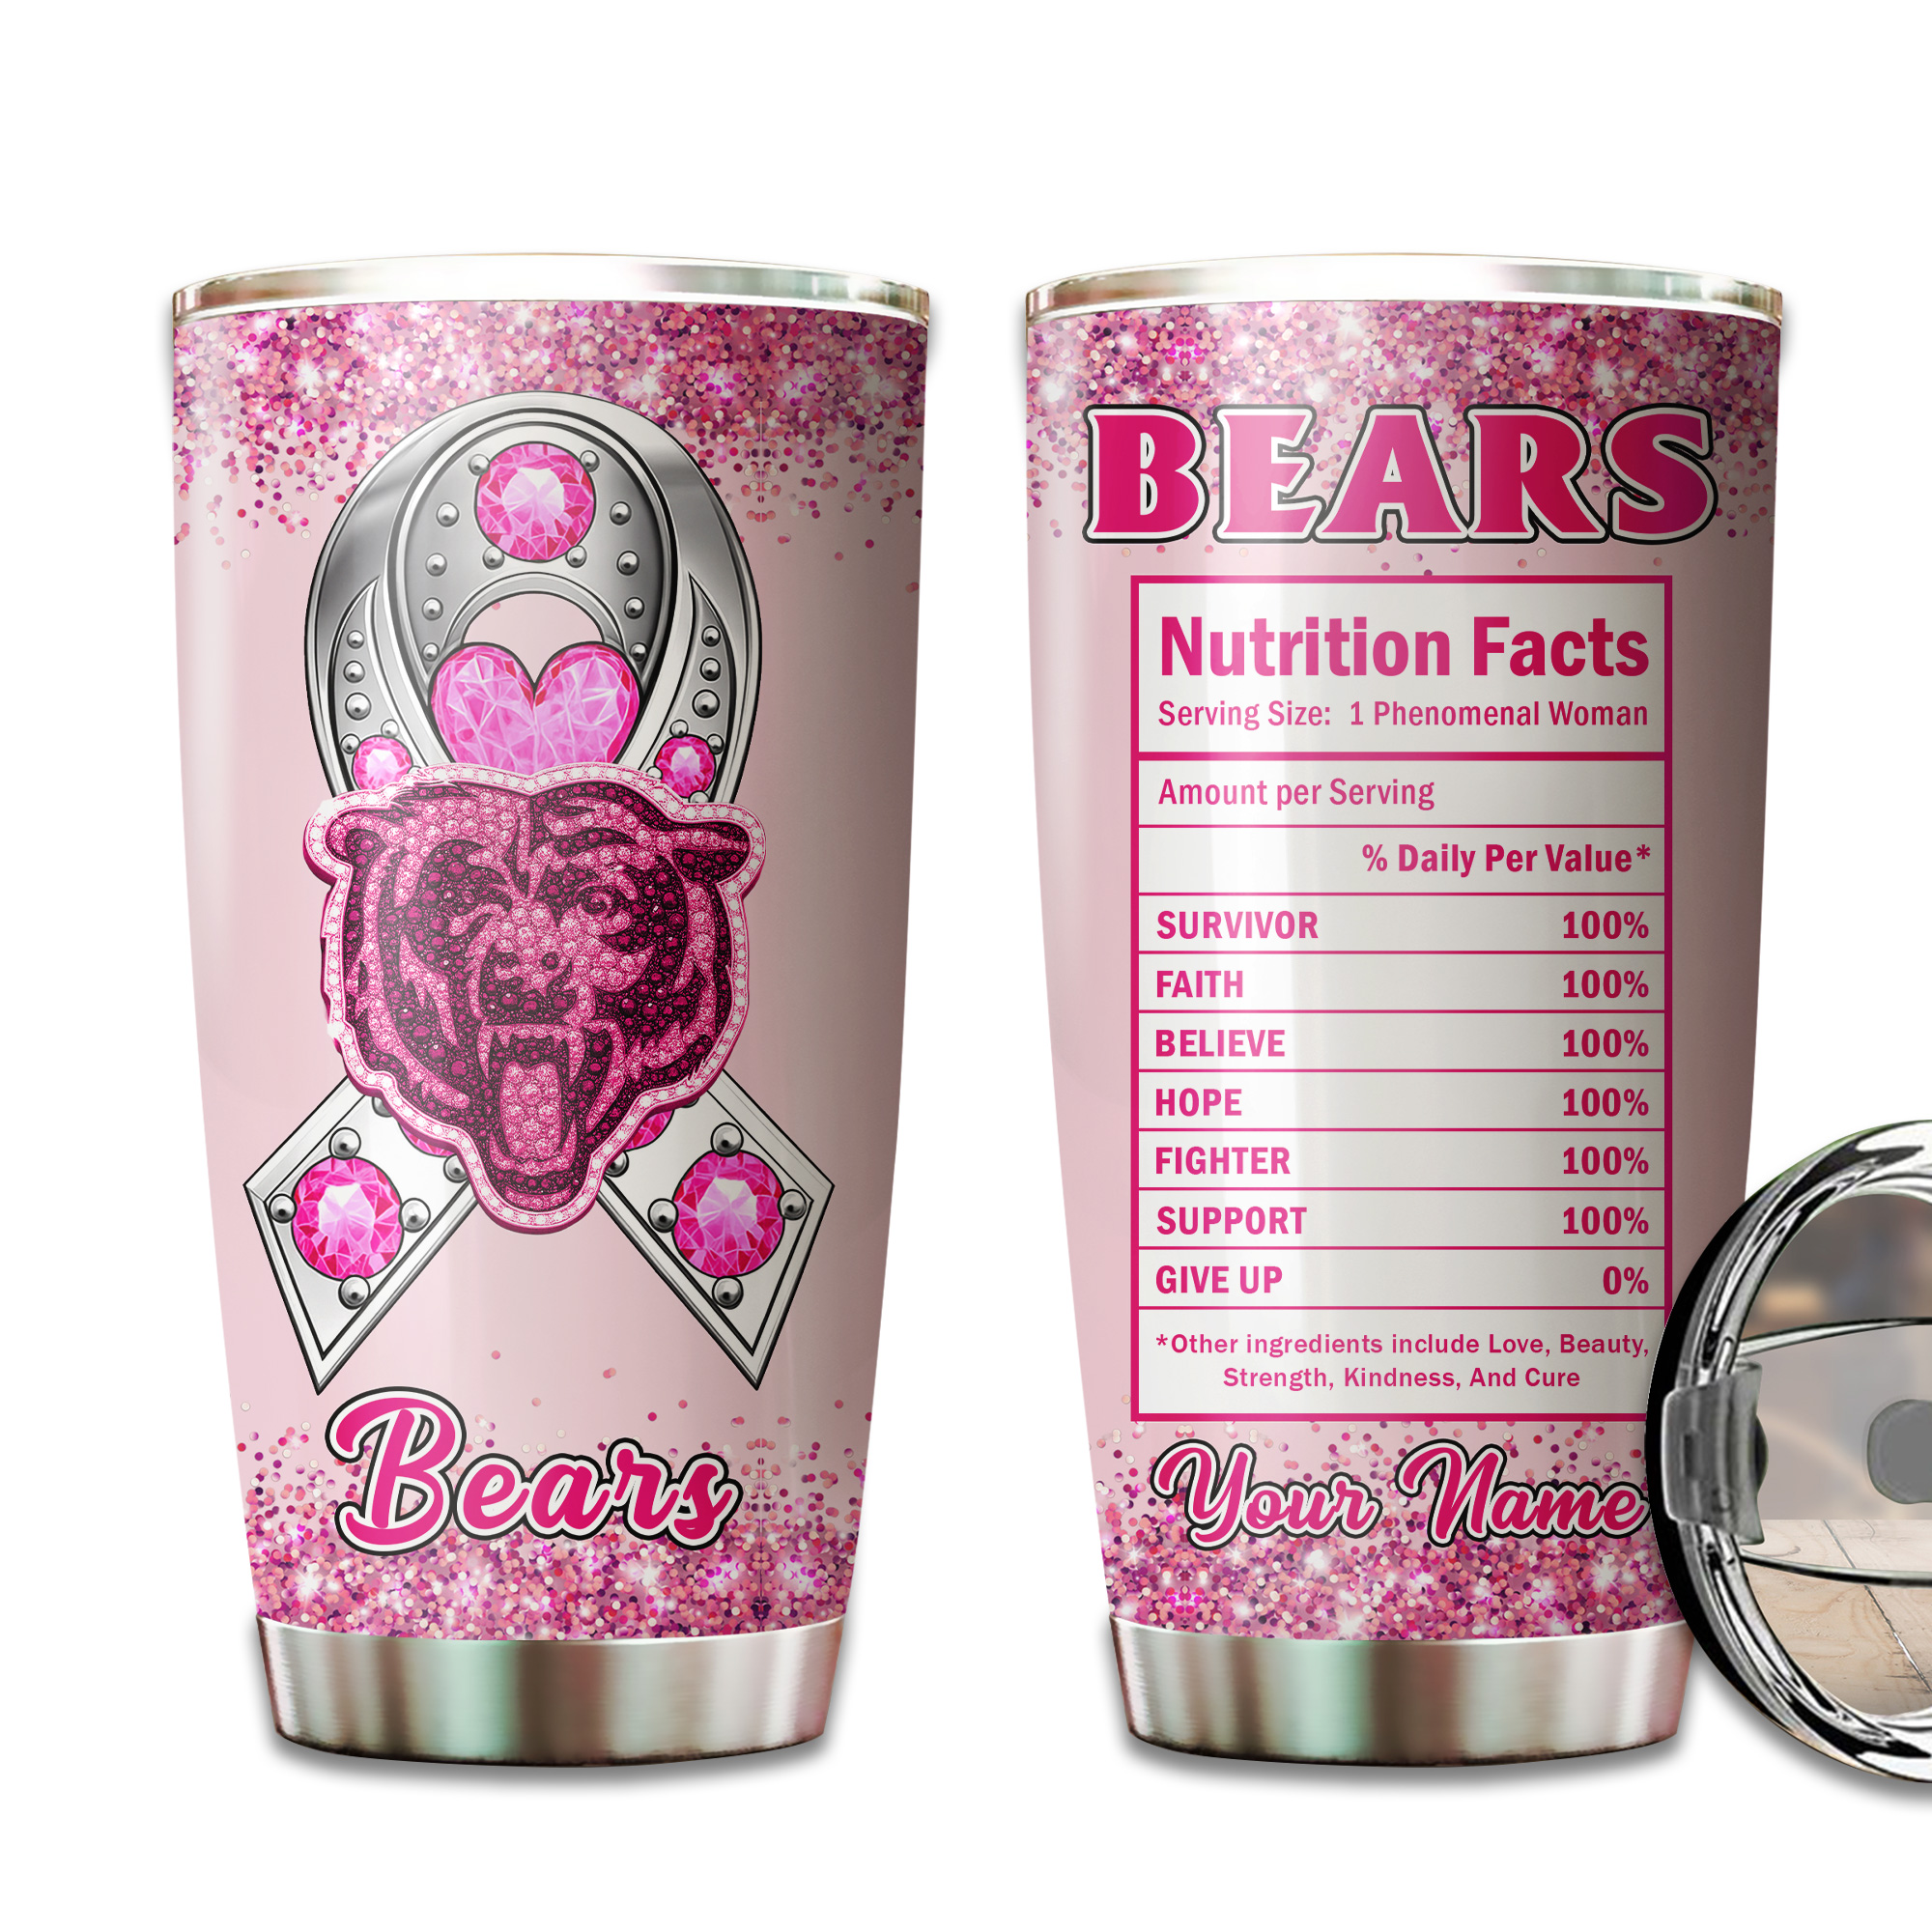 Bears
BEARS
Nutrition Facts
Serving Size: 1 Phenomenal Woman
Amount per Serving
% Daily Per Value*
SURVIVOR 100%
FAITH 100%
BELIEVE 100%
HOPE 100%
FIGHTER 100%
SUPPORT 100%
GIVE UP 0%
*Other ingredients include Love, Beauty,
Strength, Kindness, And Cure
Your Name